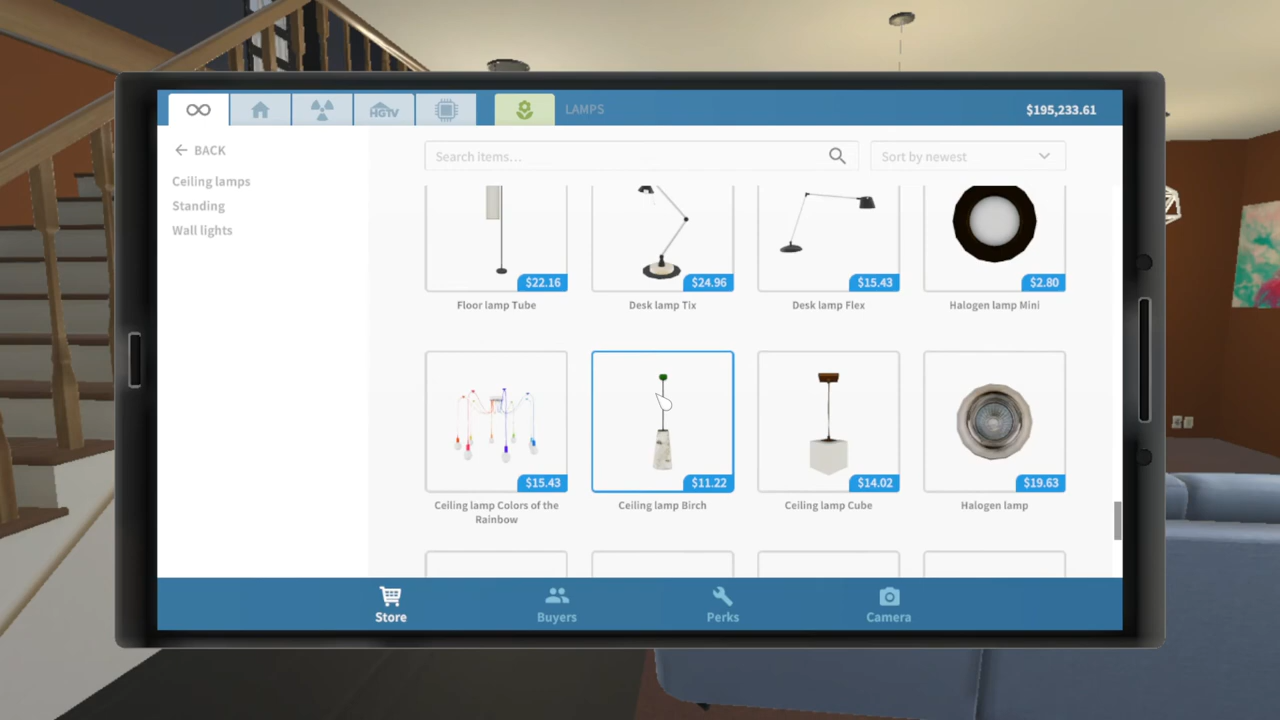 HGTV
LAMPS
$195,233.61
BACK
Ceiling lamps
Standing
Wall lights
Search items...
Sort by newest
$22.16
$24.96
$15.43
$2.80
Floor lamp Tube
Desk lamp Tix
Desk lamp Flex
Halogen lamp Mini
$15.43
$11.22
$14.02
$19.63
Ceiling lamp Colors of the
Rainbow
Ceiling lamp Birch
Ceiling lamp Cube
Halogen lamp
Store
Buyers
Perks
Camera